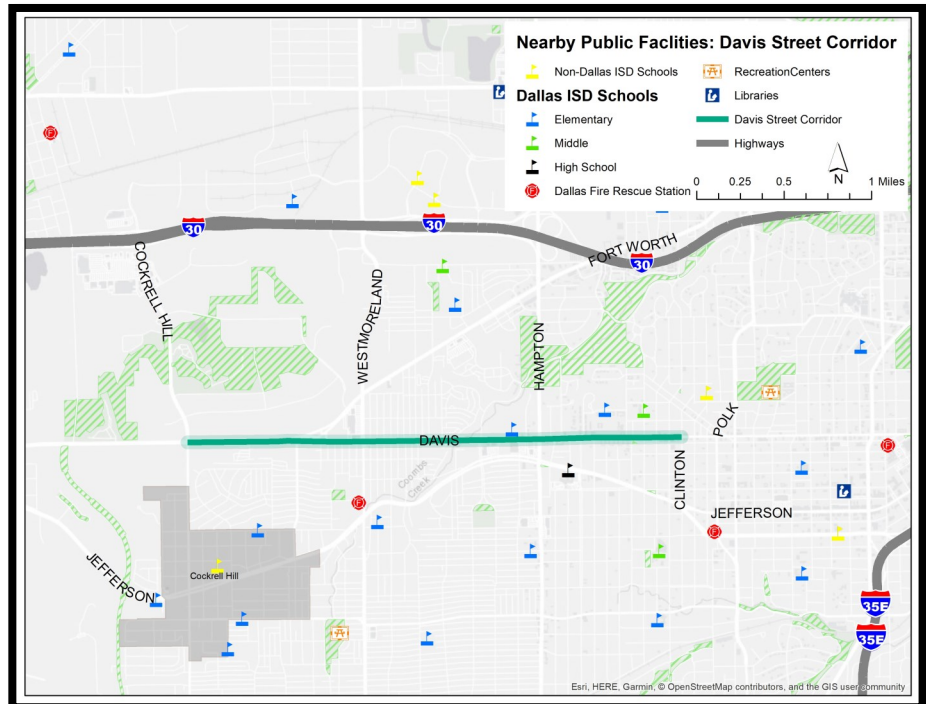 Nearby Public Faclities: Davis Street Corridor
Non-Dallas ISD Schools
Dallas ISD Schools
Elementary
Middle
High School
Dallas Fire Rescue Station
RecreationCenters
Libraries
Davis Street Corridor
Highways
N
0 0.25 0.5 1 Miles
30
30
30
FORT WORTH
COCKRELL HILL
WESTMORELAND
HAMPTON
POLK
DAVIS
Coombs
Creek
CLINTON
JEFFERSON
JEFFERSON
Cockrell Hill
35E
35E
F
F
F
F
Esri, HERE, Garmin, © OpenStreetMap contributors, and the GIS user community